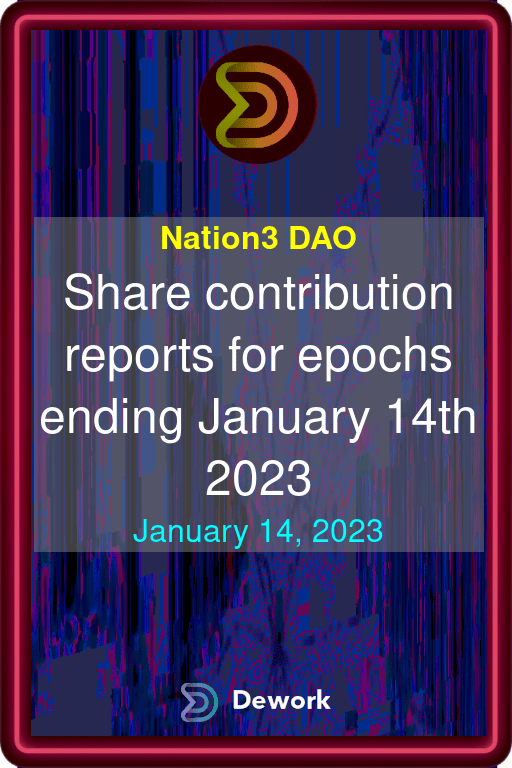 Nation3 DAO
Share contribution
reports for epochs
ending January 14th
2023
January 14, 2023
Dework